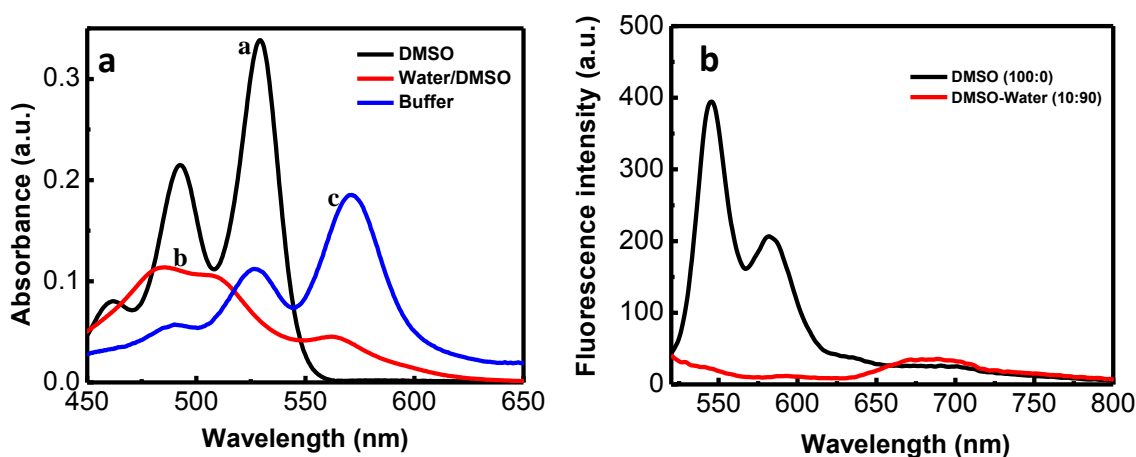 a
a
b
c
DMSO
Water/DMSO
Buffer
0.3
0.2
0.1
0.0
Absorbance (a.u.)
450 500 550 600 650
Wavelength (nm)
b
DMSO (100:0)
DMSO-Water (10:90)
500
400
300
200
100
0
Fluorescence intensity (a.u.)
550 600 650 700 750 800
Wavelength (nm)